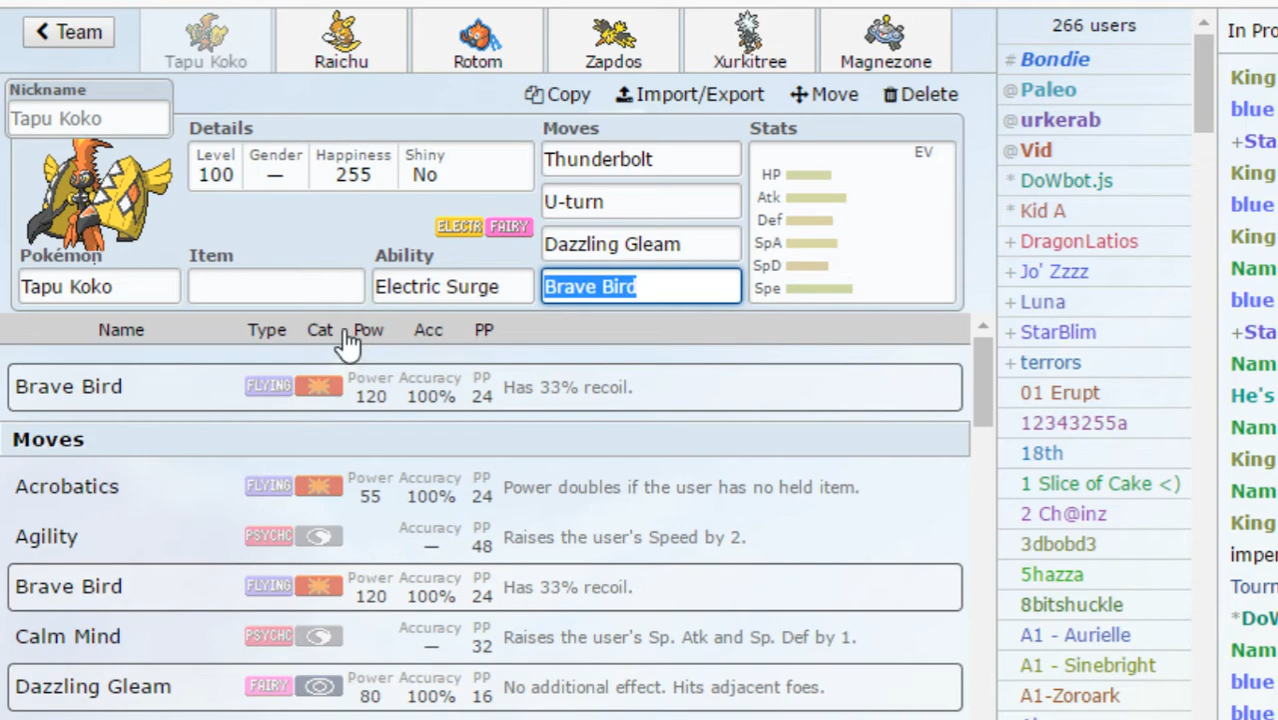 Team
Tapu Koko
Raichu
Rotom
Zapdos
Xurkitree
Magnezone
Copy Import/Export Move Delete
Nickname
Tapu Koko
Details
Level Gender Happiness Shiny
100 — 255 No
ELECTR FAIRY
Pokémon Item Ability
Tapu Koko Electric Surge
Moves
Thunderbolt
U-turn
Dazzling Gleam
Brave Bird
Stats
EV
HP
Atk
Def
SpA
SpD
Spe
Name Type Cat Pow Acc PP
Brave Bird FLYING Power 120 Accuracy 100% PP 24 Has 33% recoil.
Moves
Acrobatics FLYING Power 55 Accuracy 100% PP 24 Power doubles if the user has no held item.
Agility PSYCHC Accuracy — PP 48 Raises the user's Speed by 2.
Brave Bird FLYING Power 120 Accuracy 100% PP 24 Has 33% recoil.
Calm Mind PSYCHC Accuracy — PP 32 Raises the user's Sp. Atk and Sp. Def by 1.
Dazzling Gleam FAIRY Power 80 Accuracy 100% PP 16 No additional effect. Hits adjacent foes.
266 users
# Bondie
@ Paleo
@ urkerab
@ Vid
* DoWbot.js
* Kid A
+ DragonLatios
+ Jo' Zzzz
+ Luna
+ StarBlim
+ terrors
01 Erupt
12343255a
18th
1 Slice of Cake <)
2 Ch@inz
3dbobd3
5hazza
8bitshuckle
A1 - Aurielle
A1 - Sinebright
A1-Zoroark
In Pro
King
blue
+Sta
King
blue
King
Nam
blue
+Sta
Nam
He's
Nam
King
Nam
King
imper
Tourn
*DoW
Nam
blue
blue